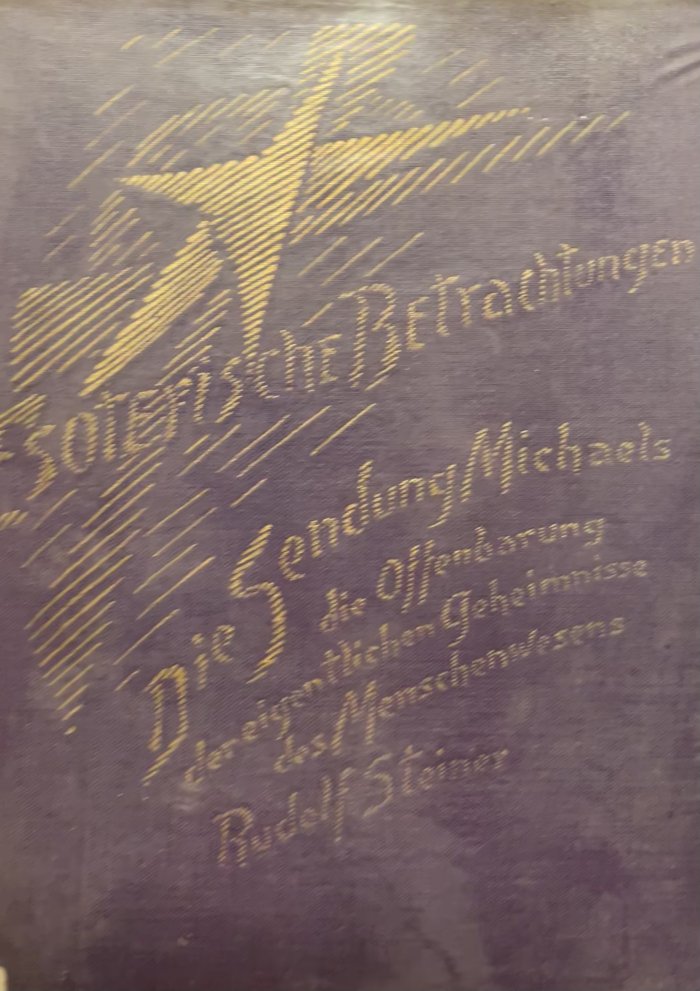 Esoterische Betrachtungen
Die Sendung Michaels
die Offenbarung
der eigentlichen Geheimnisse
des Menschenwesens
Rudolf Steiner